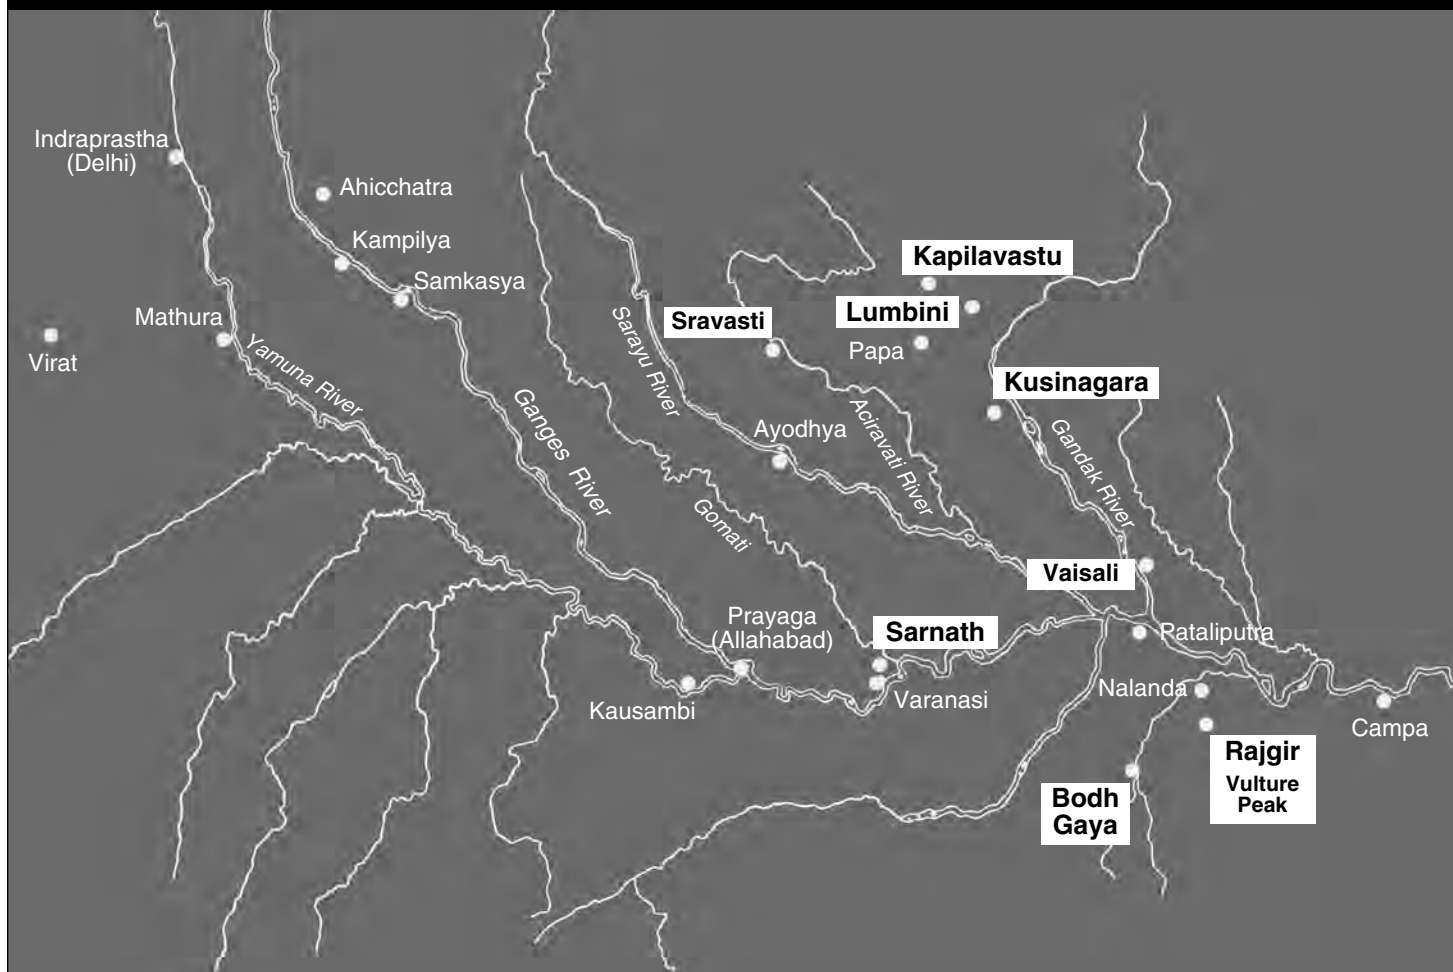 Indraprastha
(Delhi)
Ahicchatra
Kampilya
Samkasya
Kapilavastu
Lumbini
Mathura
Sravasti
Papa
Virat
Yamuna River
Sarayu River
Kusinagara
Ganges River
Ayodhya
Aciravati River
Gandak River
Gomati
Vaisali
Prayaga
(Allahabad)
Sarnath
Pataliputra
Nalanda
Kausambi
Varanasi
Campa
Rajgir
Vulture
Peak
Bodh
Gaya